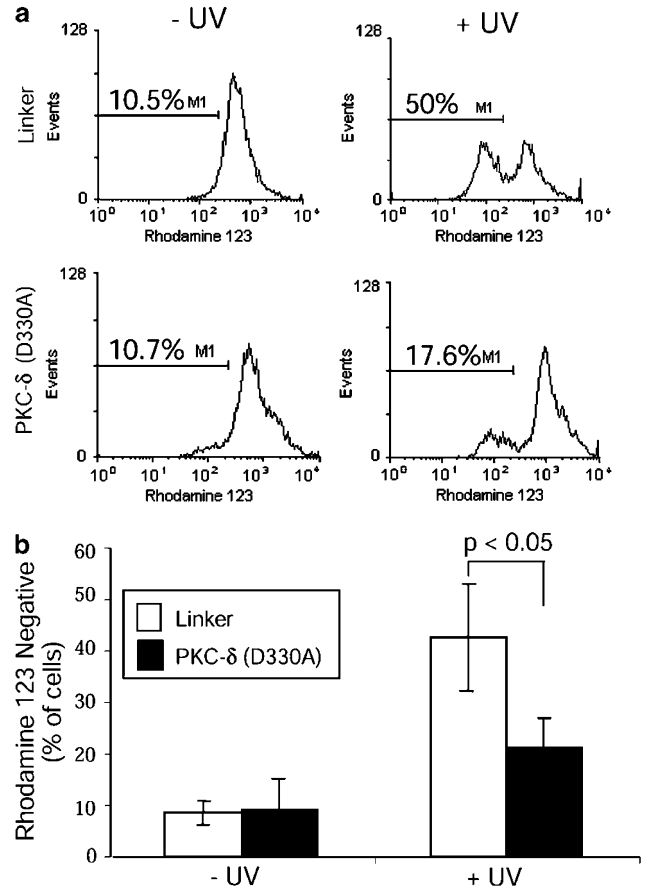 a
- UV
+ UV
Linker
128
Events
0
10.5% M1
10⁰ 10¹ 10² 10³ 10⁴
Rhodamine 123
128
Events
0
50% M1
10⁰ 10¹ 10² 10³ 10⁴
Rhodamine 123
PKC-δ (D330A)
128
Events
0
10.7% M1
10⁰ 10¹ 10² 10³ 10⁴
Rhodamine 123
128
Events
0
17.6% M1
10⁰ 10¹ 10² 10³ 10⁴
Rhodamine 123
b
Rhodamine 123 Negative
(% of cells)
60
50
40
30
20
10
0
Linker
PKC-δ (D330A)
p < 0.05
- UV
+ UV